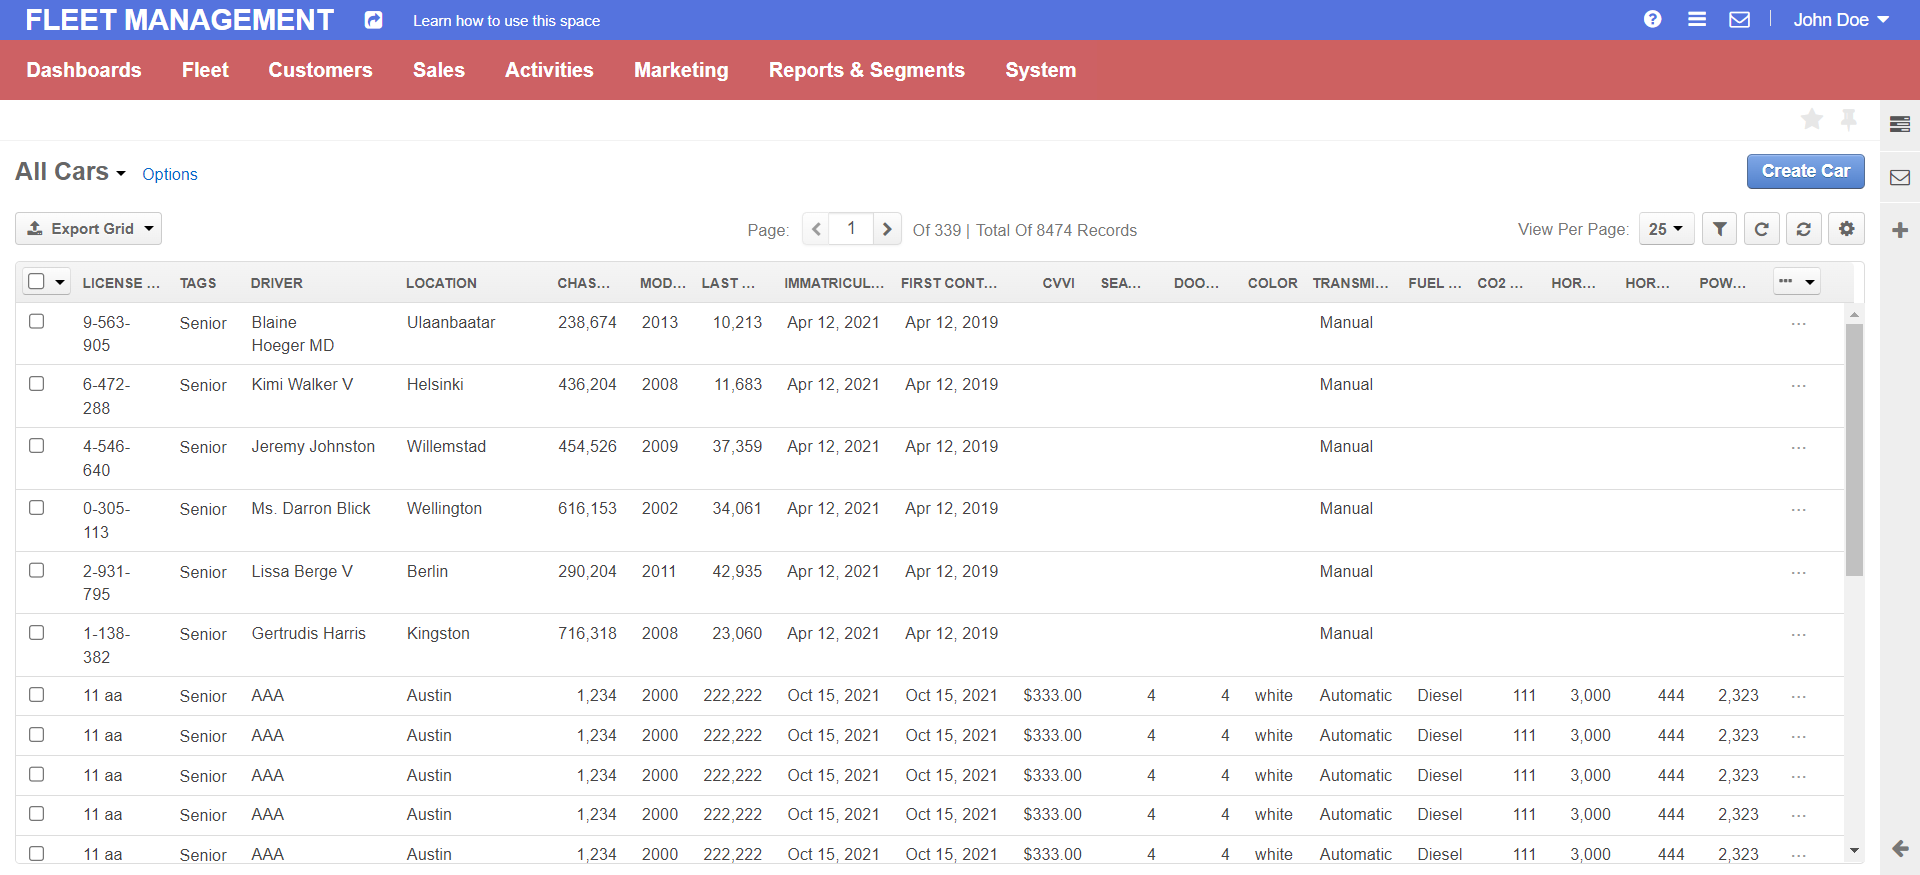 FLEET MANAGEMENT Learn how to use this space John Doe
Dashboards Fleet Customers Sales Activities Marketing Reports & Segments System
All Cars Options Create Car
Export Grid Page: 1 Of 339 | Total Of 8474 Records View Per Page: 25
LICENSE ... TAGS DRIVER LOCATION CHAS... MOD... LAST ... IMMATRICUL... FIRST CONT... CVVI SEA... DOO... COLOR TRANSMI... FUEL ... CO2 ... HOR... HOR... POW...
9-563- Senior Blaine Ulaanbaatar 238,674 2013 10,213 Apr 12, 2021 Apr 12, 2019 Manual ...
905 Hoeger MD
6-472- Senior Kimi Walker V Helsinki 436,204 2008 11,683 Apr 12, 2021 Apr 12, 2019 Manual ...
288
4-546- Senior Jeremy Johnston Willemstad 454,526 2009 37,359 Apr 12, 2021 Apr 12, 2019 Manual ...
640
0-305- Senior Ms. Darron Blick Wellington 616,153 2002 34,061 Apr 12, 2021 Apr 12, 2019 Manual ...
113
2-931- Senior Lissa Berge V Berlin 290,204 2011 42,935 Apr 12, 2021 Apr 12, 2019 Manual ...
795
1-138- Senior Gertrudis Harris Kingston 716,318 2008 23,060 Apr 12, 2021 Apr 12, 2019 Manual ...
382
11 aa Senior AAA Austin 1,234 2000 222,222 Oct 15, 2021 Oct 15, 2021 $333.00 4 4 white Automatic Diesel 111 3,000 444 2,323 ...
11 aa Senior AAA Austin 1,234 2000 222,222 Oct 15, 2021 Oct 15, 2021 $333.00 4 4 white Automatic Diesel 111 3,000 444 2,323 ...
11 aa Senior AAA Austin 1,234 2000 222,222 Oct 15, 2021 Oct 15, 2021 $333.00 4 4 white Automatic Diesel 111 3,000 444 2,323 ...
11 aa Senior AAA Austin 1,234 2000 222,222 Oct 15, 2021 Oct 15, 2021 $333.00 4 4 white Automatic Diesel 111 3,000 444 2,323 ...
11 aa Senior AAA Austin 1,234 2000 222,222 Oct 15, 2021 Oct 15, 2021 $333.00 4 4 white Automatic Diesel 111 3,000 444 2,323 ...